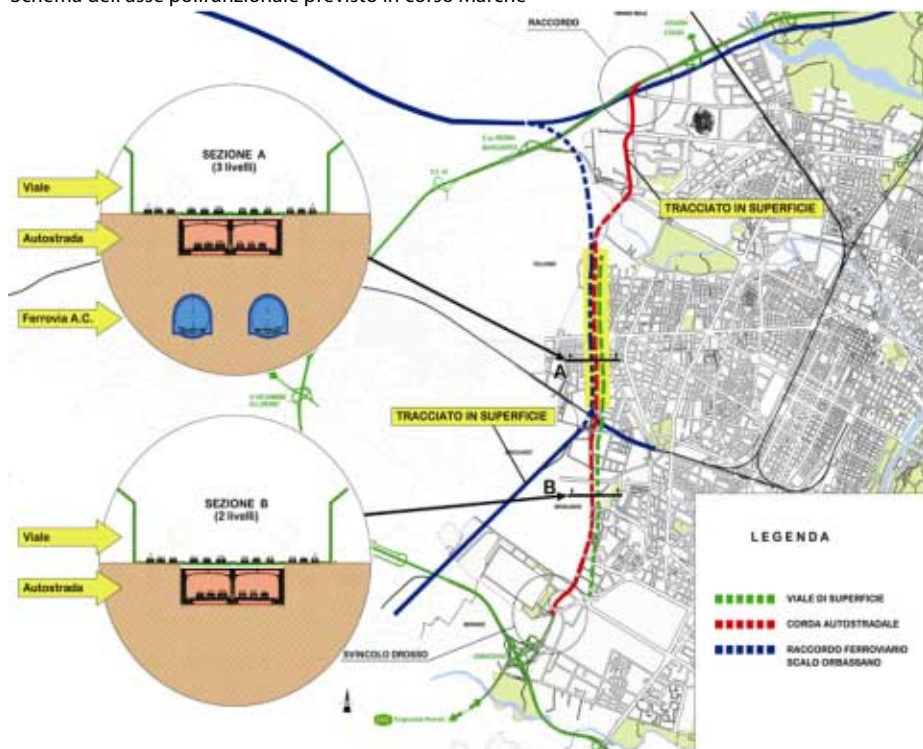 Schema dell'asse polifunzionale previsto in corso Marche
RACCORDO
SEZIONE A
(3 livelli)
Viale
Autostrada
Ferrovia A.C.
TRACCIATO IN SUPERFICIE
A
TRACCIATO IN SUPERFICIE
B
SEZIONE B
(2 livelli)
Viale
Autostrada
SVINCOLO DROSSO
LEGENDA
VIALE DI SUPERFICIE
CORDA AUTOSTRADALE
RACCORDO FERROVIARIO
SCALO ORBASSANO